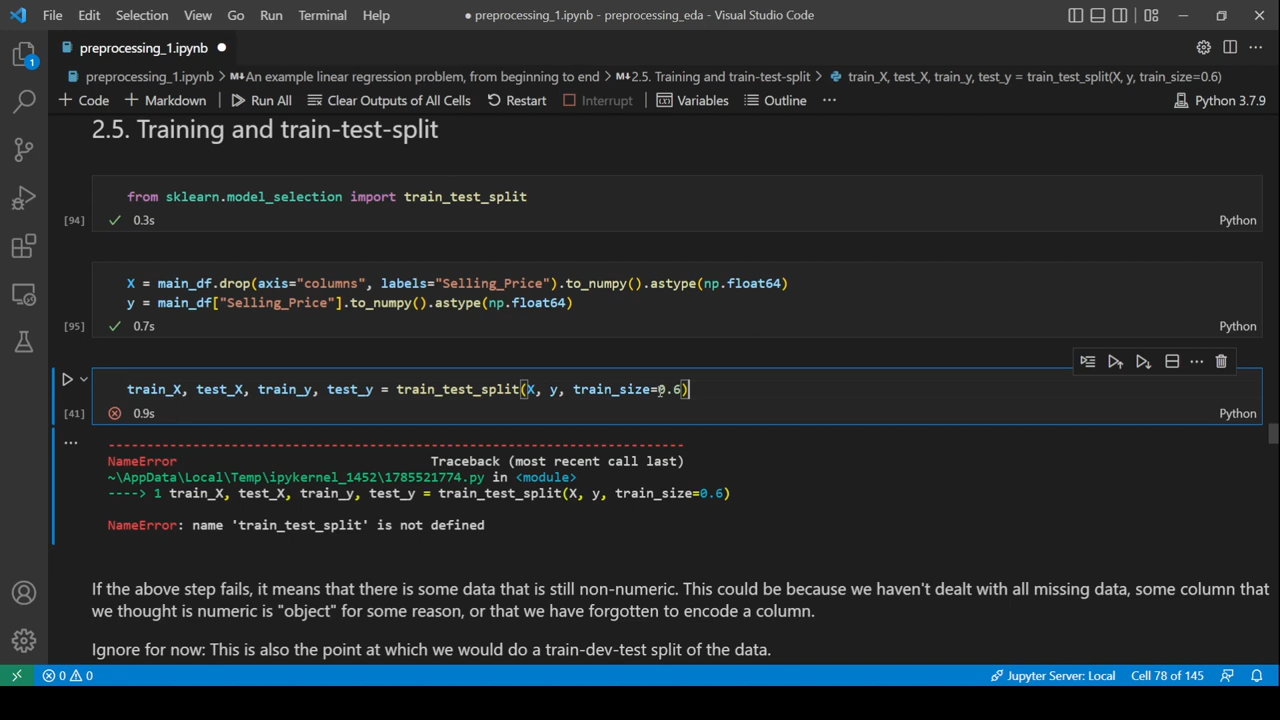 File Edit Selection View Go Run Terminal Help ● preprocessing_1.ipynb - preprocessing_eda - Visual Studio Code
preprocessing_1.ipynb ●
1
preprocessing_1.ipynb > M↓An example linear regression problem, from beginning to end > M↓2.5. Training and train-test-split > train_X, test_X, train_y, test_y = train_test_split(X, y, train_size=0.6)
+ Code + Markdown Run All Clear Outputs of All Cells Restart Interrupt Variables Outline ··· Python 3.7.9
2.5. Training and train-test-split
from sklearn.model_selection import train_test_split
[94] ✓ 0.3s Python
X = main_df.drop(axis="columns", labels="Selling_Price").to_numpy().astype(np.float64)
y = main_df["Selling_Price"].to_numpy().astype(np.float64)
[95] ✓ 0.7s Python
train_X, test_X, train_y, test_y = train_test_split(X, y, train_size=0.6)
[41] 0.9s Python
··· ---------------------------------------------------------------------------
NameError Traceback (most recent call last)
~\AppData\Local\Temp\ipykernel_1452\1785521774.py in <module>
----> 1 train_X, test_X, train_y, test_y = train_test_split(X, y, train_size=0.6)
NameError: name 'train_test_split' is not defined
If the above step fails, it means that there is some data that is still non-numeric. This could be because we haven't dealt with all missing data, some column that
we thought is numeric is "object" for some reason, or that we have forgotten to encode a column.
Ignore for now: This is also the point at which we would do a train-dev-test split of the data.
0 0 Jupyter Server: Local Cell 78 of 145